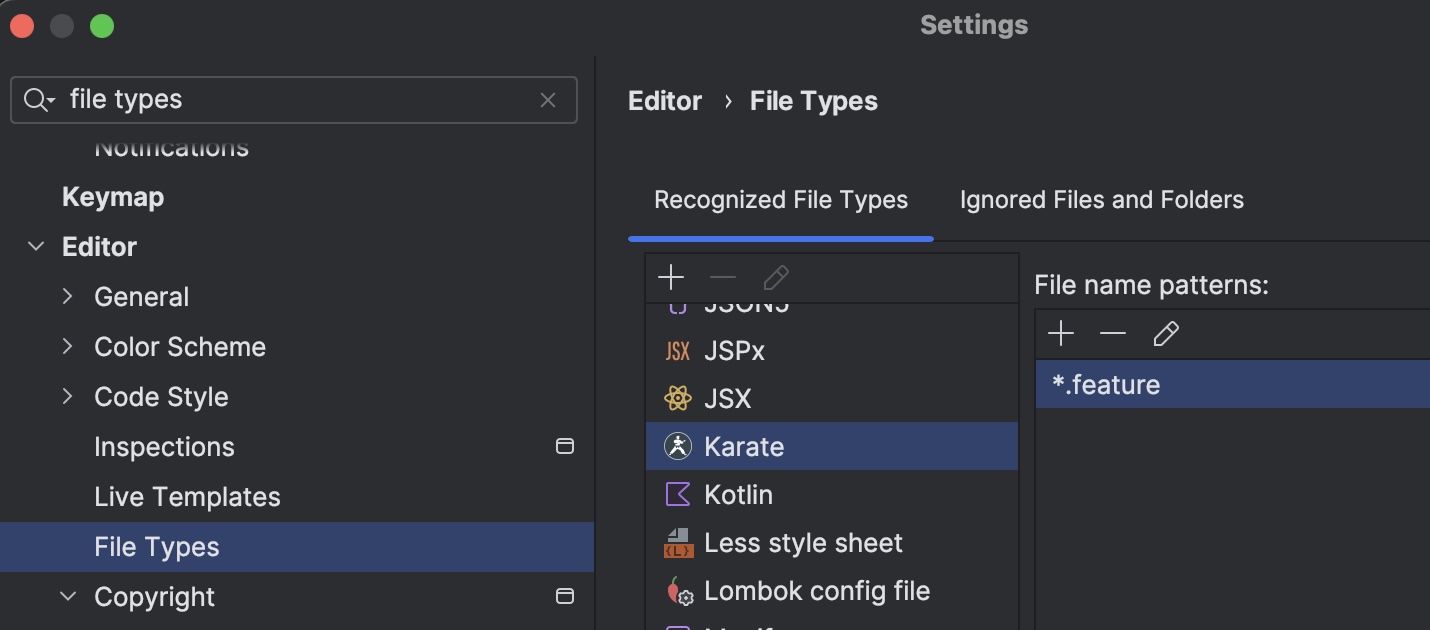 Settings
file types
Notifications
Keymap
Editor
General
Color Scheme
Code Style
Inspections
Live Templates
File Types
Copyright
Editor › File Types
Recognized File Types
Ignored Files and Folders
JSX JSPx
JSX
Karate
Kotlin
{L} Less style sheet
Lombok config file
File name patterns:
*.feature